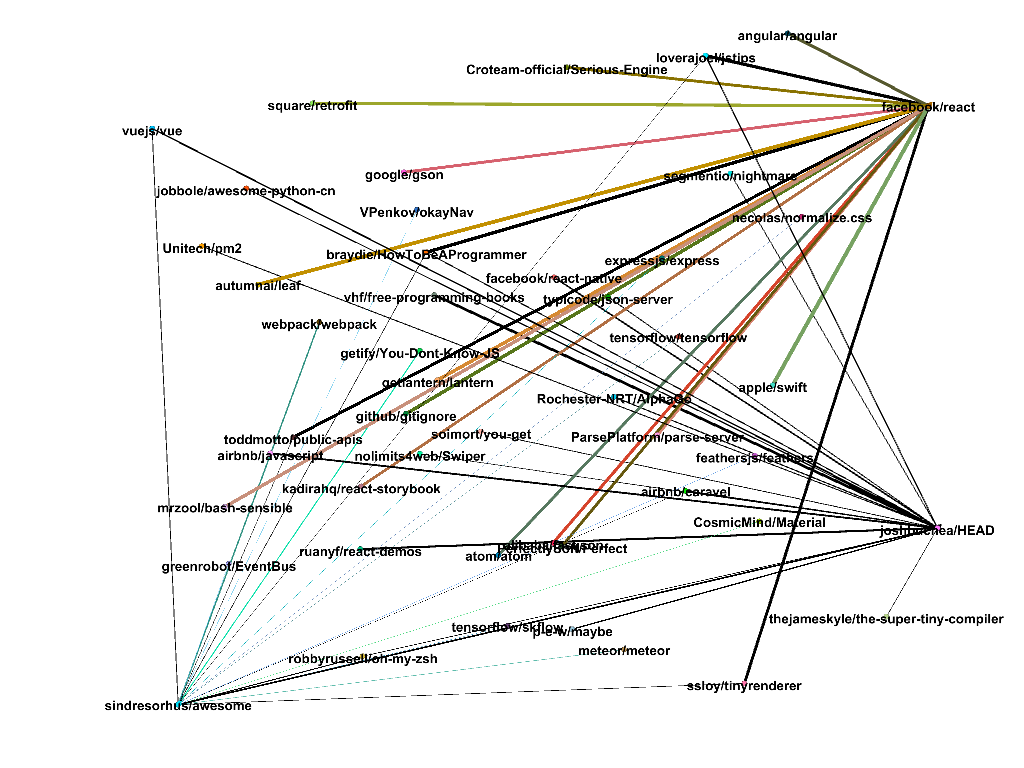 angular/angular
loverajoel/jstips
Croteam-official/Serious-Engine
square/retrofit
facebook/react
vuejs/vue
google/gson
segmentio/nightmare
jobbole/awesome-python-cn
VPenkov/okayNav
necolas/normalize.css
Unitech/pm2
braydie/HowToBeAProgrammer
expressjs/express
facebook/react-native
autumnai/leaf
vhf/free-programming-books
typicode/json-server
webpack/webpack
tensorflow/tensorflow
getify/You-Dont-Know-JS
getlantern/lantern
apple/swift
Rochester-NRT/AlphaGo
github/gitignore
soimort/you-get
ParsePlatform/parse-server
toddmotto/public-apis
airbnb/javascript
nolimits4web/Swiper
feathersjs/feathers
kadirahq/react-storybook
airbnb/caravel
mrzool/bash-sensible
CosmicMind/Material
joshbuchea/HEAD
PerfectlySoft/Perfect
ruanyf/react-demos
atom/atom
greenrobot/EventBus
thejameskyle/the-super-tiny-compiler
tensorflow/skflow
p-e-w/maybe
meteor/meteor
robbyrussell/oh-my-zsh
ssloy/tinyrenderer
sindresorhus/awesome